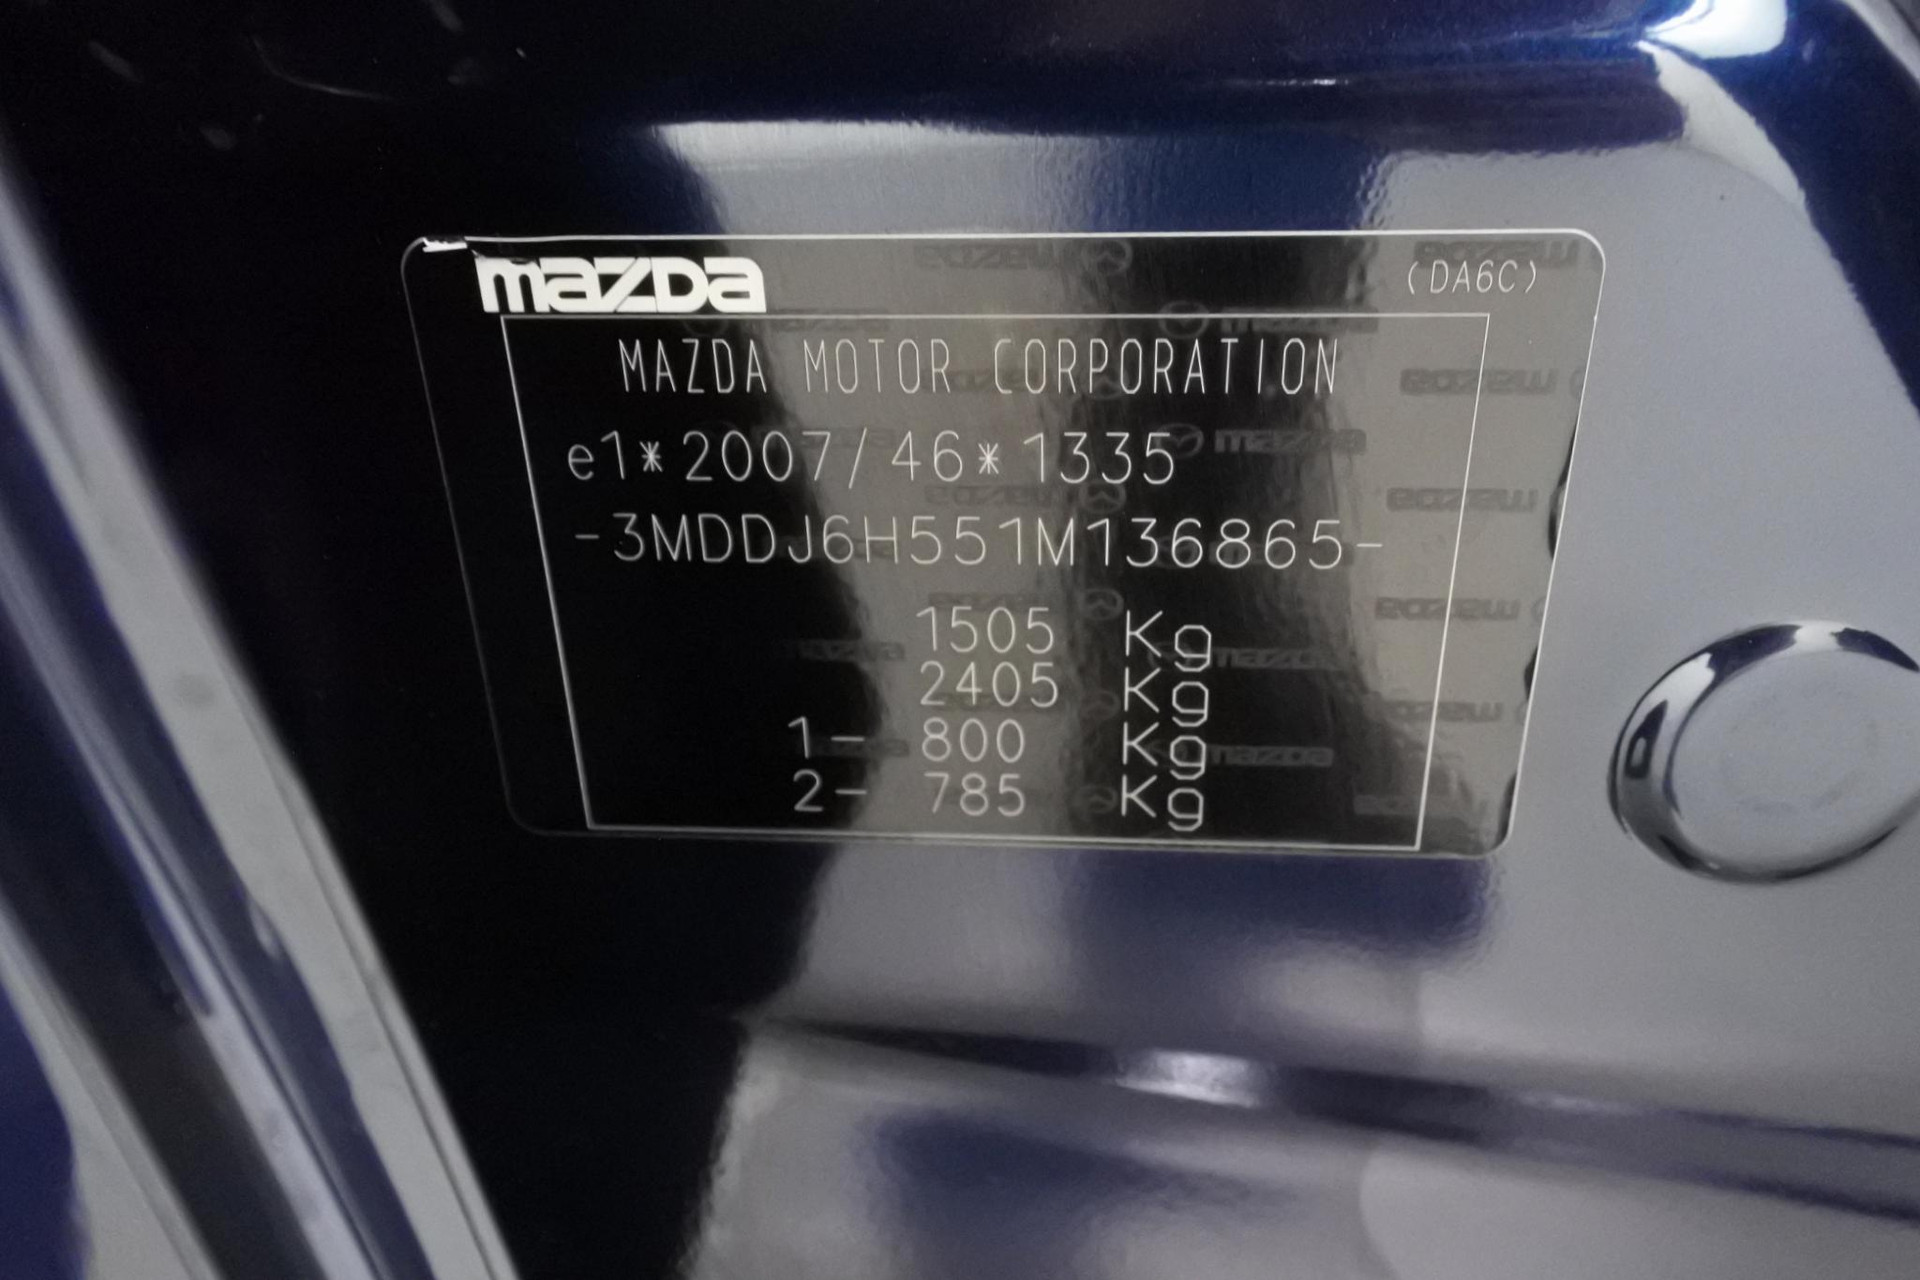 mazda
(DA6C)
MAZDA MOTOR CORPORATION
e1*2007/46*1335
-3MDDJ6H551M136865-
1505 Kg
2405 Kg
1- 800 Kg
2- 785 Kg